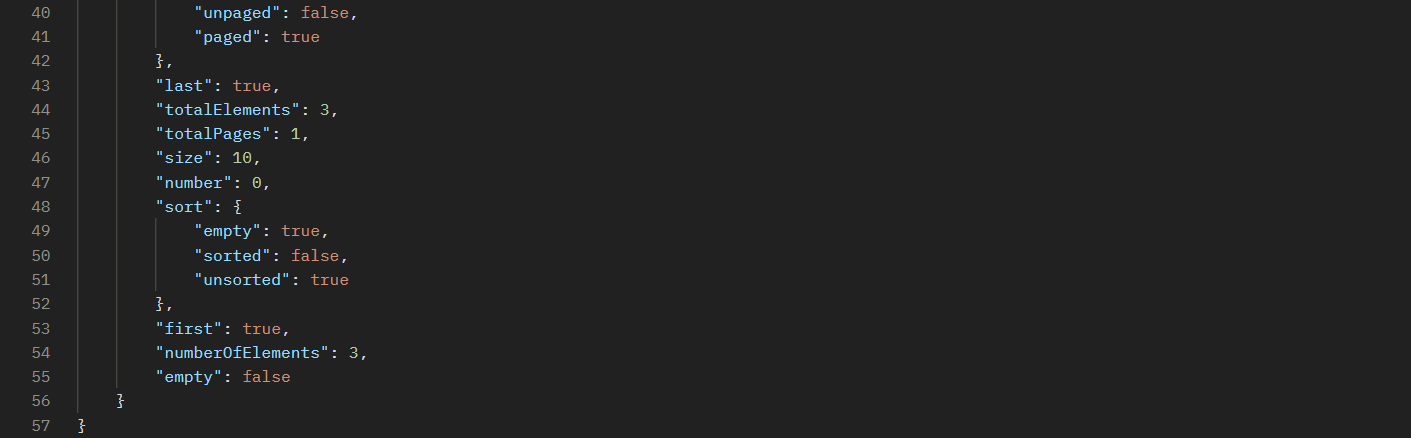 40 "unpaged": false,
41 "paged": true
42 },
43 "last": true,
44 "totalElements": 3,
45 "totalPages": 1,
46 "size": 10,
47 "number": 0,
48 "sort": {
49 "empty": true,
50 "sorted": false,
51 "unsorted": true
52 },
53 "first": true,
54 "numberOfElements": 3,
55 "empty": false
56 }
57 }